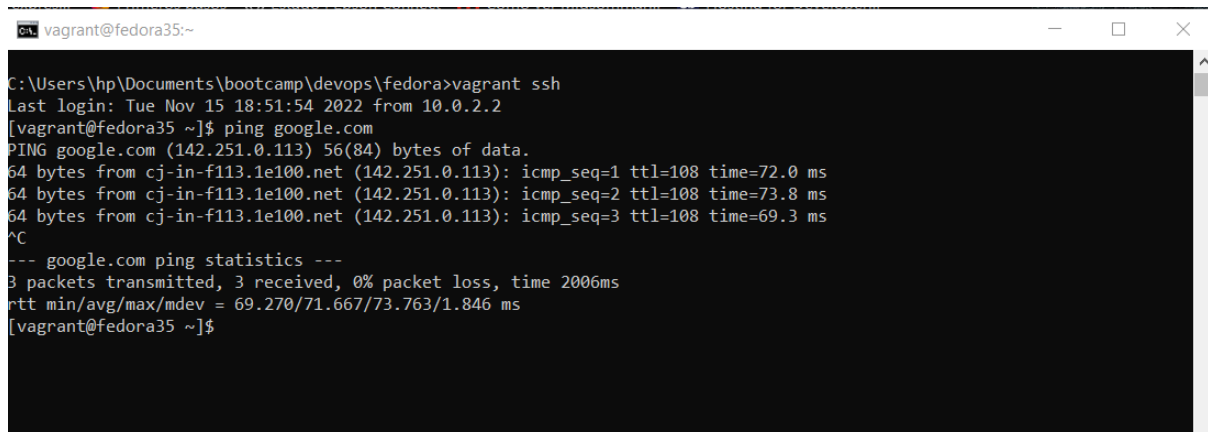 vagrant@fedora35:~
C:\Users\hp\Documents\bootcamp\devops\fedora>vagrant ssh
Last login: Tue Nov 15 18:51:54 2022 from 10.0.2.2
[vagrant@fedora35 ~]$ ping google.com
PING google.com (142.251.0.113) 56(84) bytes of data.
64 bytes from cj-in-f113.1e100.net (142.251.0.113): icmp_seq=1 ttl=108 time=72.0 ms
64 bytes from cj-in-f113.1e100.net (142.251.0.113): icmp_seq=2 ttl=108 time=73.8 ms
64 bytes from cj-in-f113.1e100.net (142.251.0.113): icmp_seq=3 ttl=108 time=69.3 ms
^C
--- google.com ping statistics ---
3 packets transmitted, 3 received, 0% packet loss, time 2006ms
rtt min/avg/max/mdev = 69.270/71.667/73.763/1.846 ms
[vagrant@fedora35 ~]$